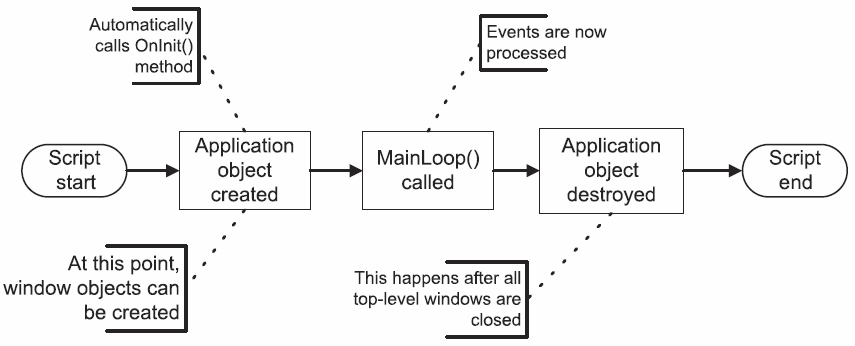 Automatically
calls OnInit()
method
Events are now
processed
Script
start
Application
object
created
MainLoop()
called
Application
object
destroyed
Script
end
At this point,
window objects can
be created
This happens after all
top-level windows are
closed